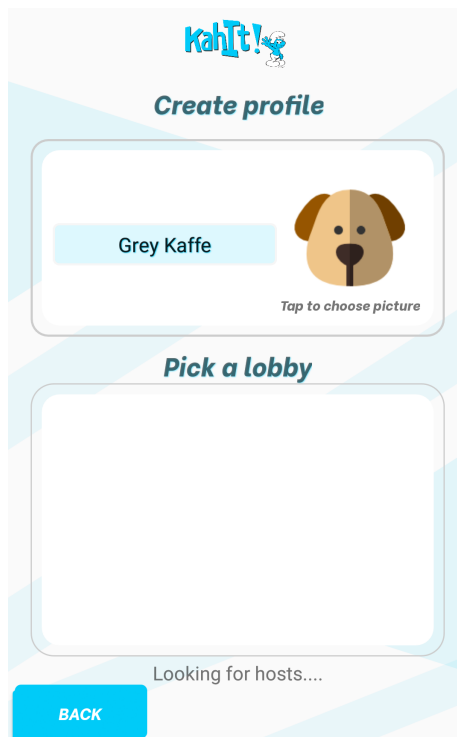 KahIt!
Create profile
Grey Kaffe
Tap to choose picture
Pick a lobby
Looking for hosts....
BACK